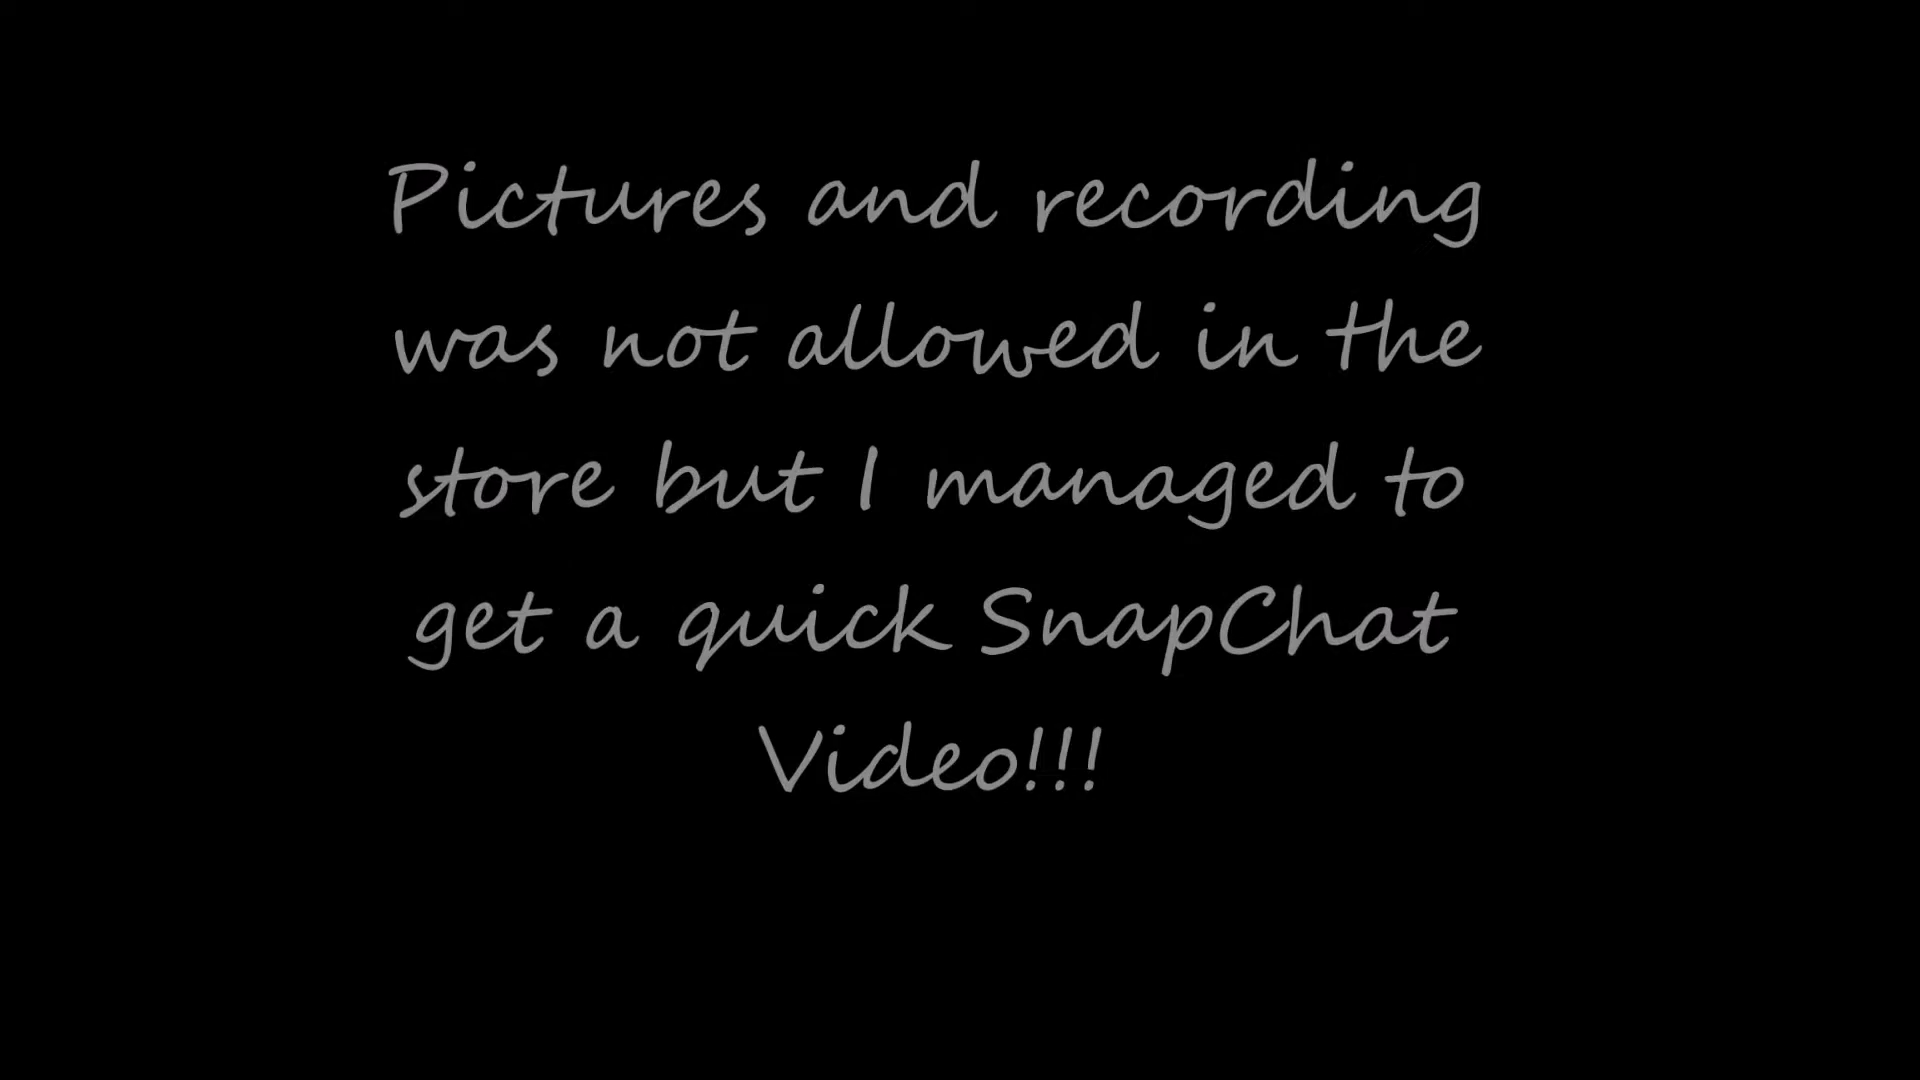 Pictures and recording
was not allowed in the
store but I managed to
get a quick SnapChat
Video!!!